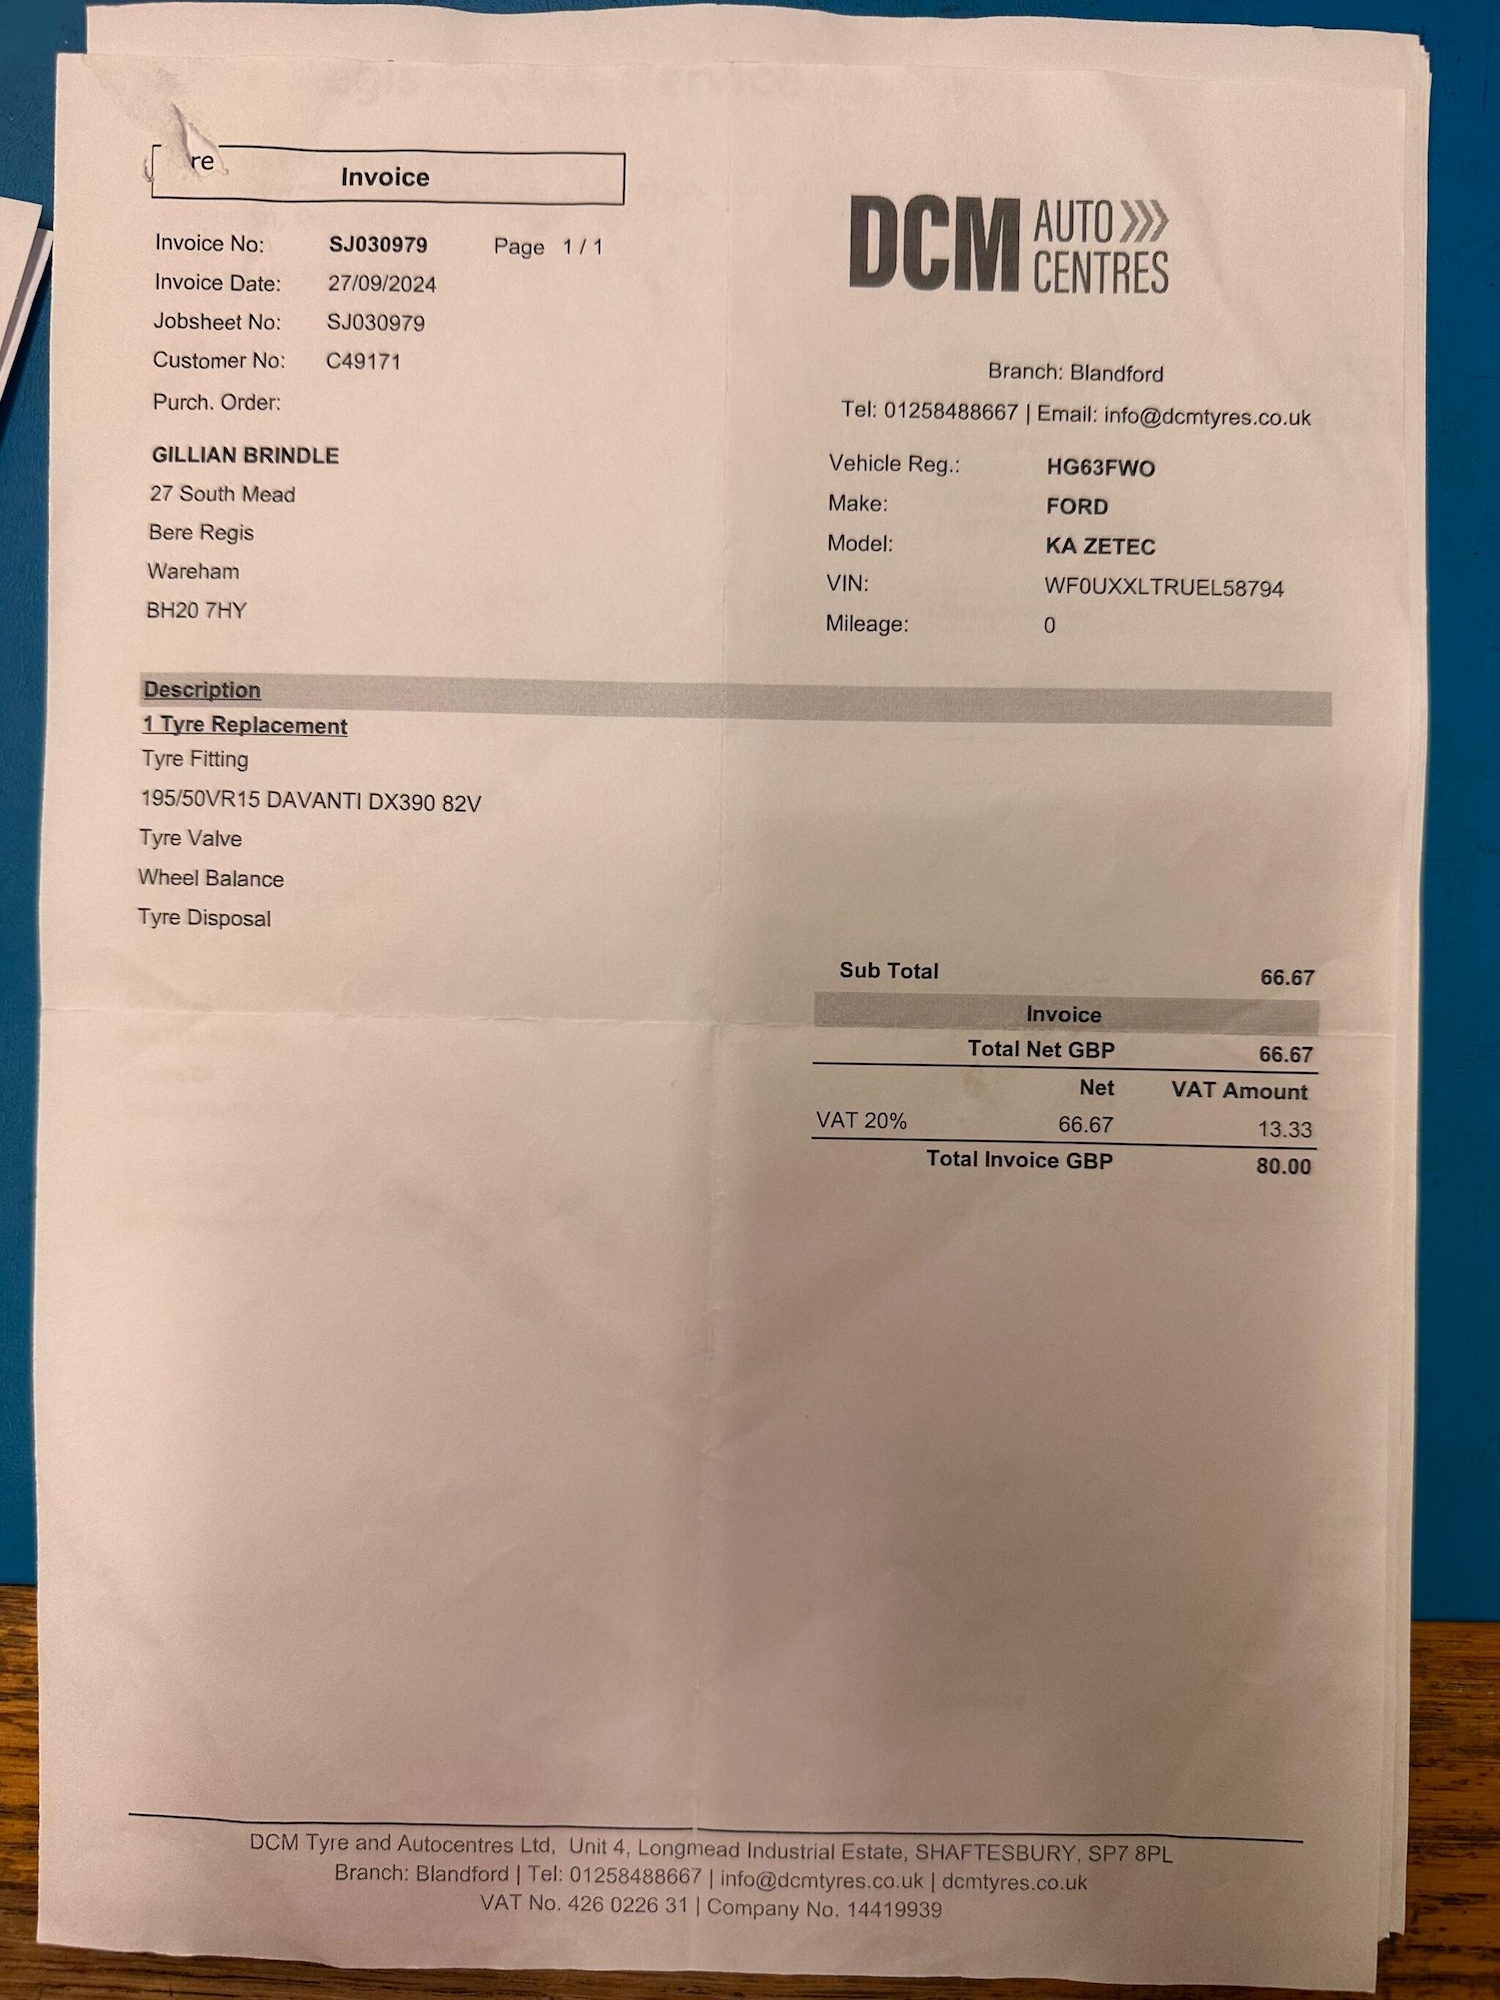 re
Invoice
Invoice No: SJ030979 Page 1 / 1
Invoice Date: 27/09/2024
Jobsheet No: SJ030979
Customer No: C49171
Purch. Order:
GILLIAN BRINDLE
27 South Mead
Bere Regis
Wareham
BH20 7HY
DCM AUTO
CENTRES
Branch: Blandford
Tel: 01258488667 | Email: info@dcmtyres.co.uk
Vehicle Reg.: HG63FWO
Make: FORD
Model: KA ZETEC
VIN: WF0UXXLTRUEL58794
Mileage: 0
Description
1 Tyre Replacement
Tyre Fitting
195/50VR15 DAVANTI DX390 82V
Tyre Valve
Wheel Balance
Tyre Disposal
Sub Total 66.67
Invoice
Total Net GBP 66.67
Net VAT Amount
VAT 20% 66.67 13.33
Total Invoice GBP 80.00
DCM Tyre and Autocentres Ltd, Unit 4, Longmead Industrial Estate, SHAFTESBURY, SP7 8PL
Branch: Blandford | Tel: 01258488667 | info@dcmtyres.co.uk | dcmtyres.co.uk
VAT No. 426 0226 31 | Company No. 14419939